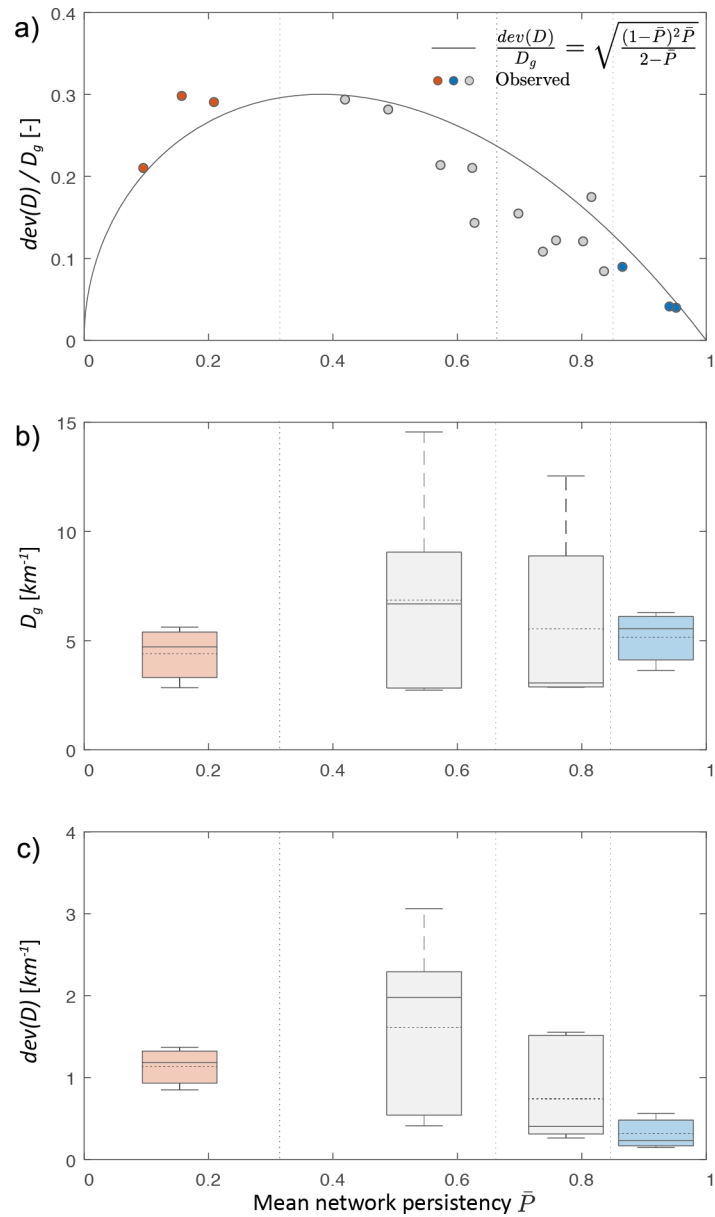 a)
dev(D)/D_g = √((1-P̄)²P̄/(2-P̄))
Observed
dev(D) / D_g [-]
0.4
0.3
0.2
0.1
0
0 0.2 0.4 0.6 0.8 1
b)
D_g [km⁻¹]
15
10
5
0
0 0.2 0.4 0.6 0.8 1
c)
dev(D) [km⁻¹]
4
3
2
1
0
0 0.2 0.4 0.6 0.8 1
Mean network persistency P̄